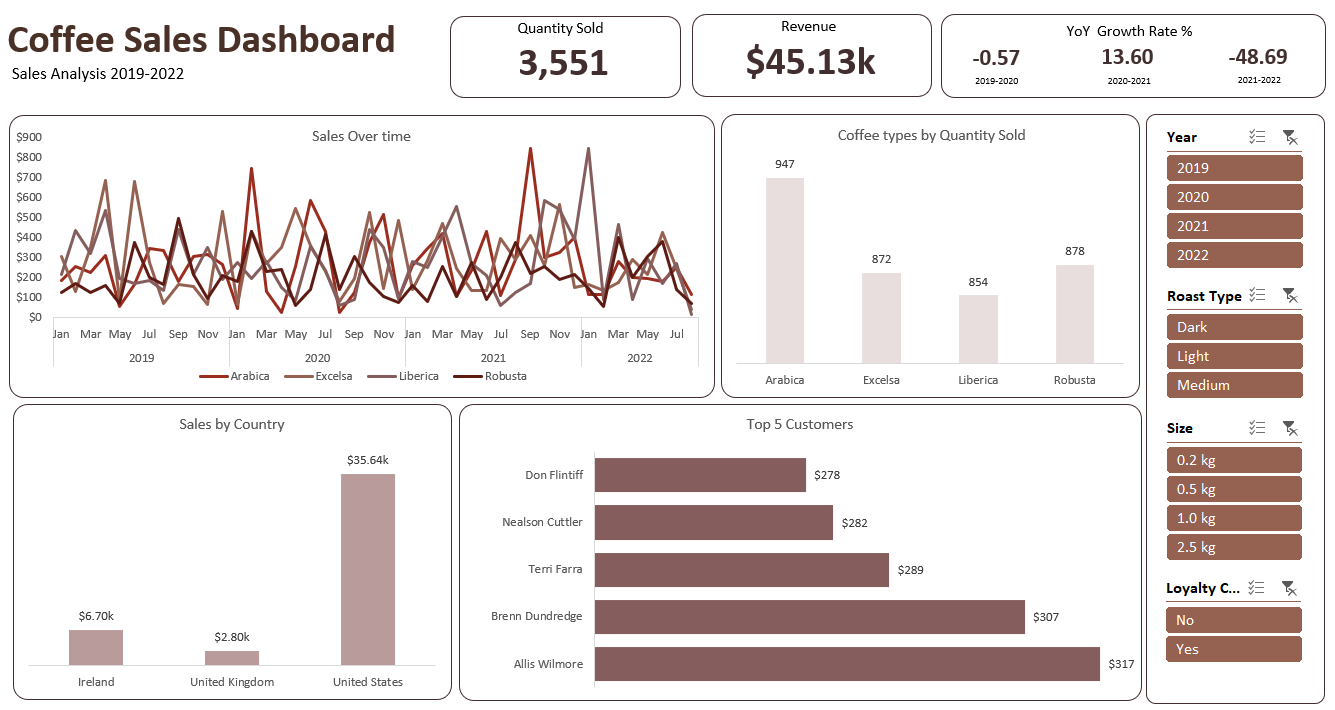 Coffee Sales Dashboard
Sales Analysis 2019-2022
Quantity Sold
3,551
Revenue
$45.13k
YoY Growth Rate %
-0.57 13.60 -48.69
2019-2020 2020-2021 2021-2022
Sales Over time
$900
$800
$700
$600
$500
$400
$300
$200
$100
$0
Jan Mar May Jul Sep Nov Jan Mar May Jul Sep Nov Jan Mar May Jul Sep Nov Jan Mar May Jul
2019 2020 2021 2022
Arabica Excelsa Liberica Robusta
Coffee types by Quantity Sold
947
872
854
878
Arabica Excelsa Liberica Robusta
Year
2019
2020
2021
2022
Roast Type
Dark
Light
Medium
Size
0.2 kg
0.5 kg
1.0 kg
2.5 kg
Loyalty C...
No
Yes
Sales by Country
$6.70k
$2.80k
$35.64k
Ireland United Kingdom United States
Top 5 Customers
Don Flintiff $278
Nealson Cuttler $282
Terri Farra $289
Brenn Dundredge $307
Allis Wilmore $317